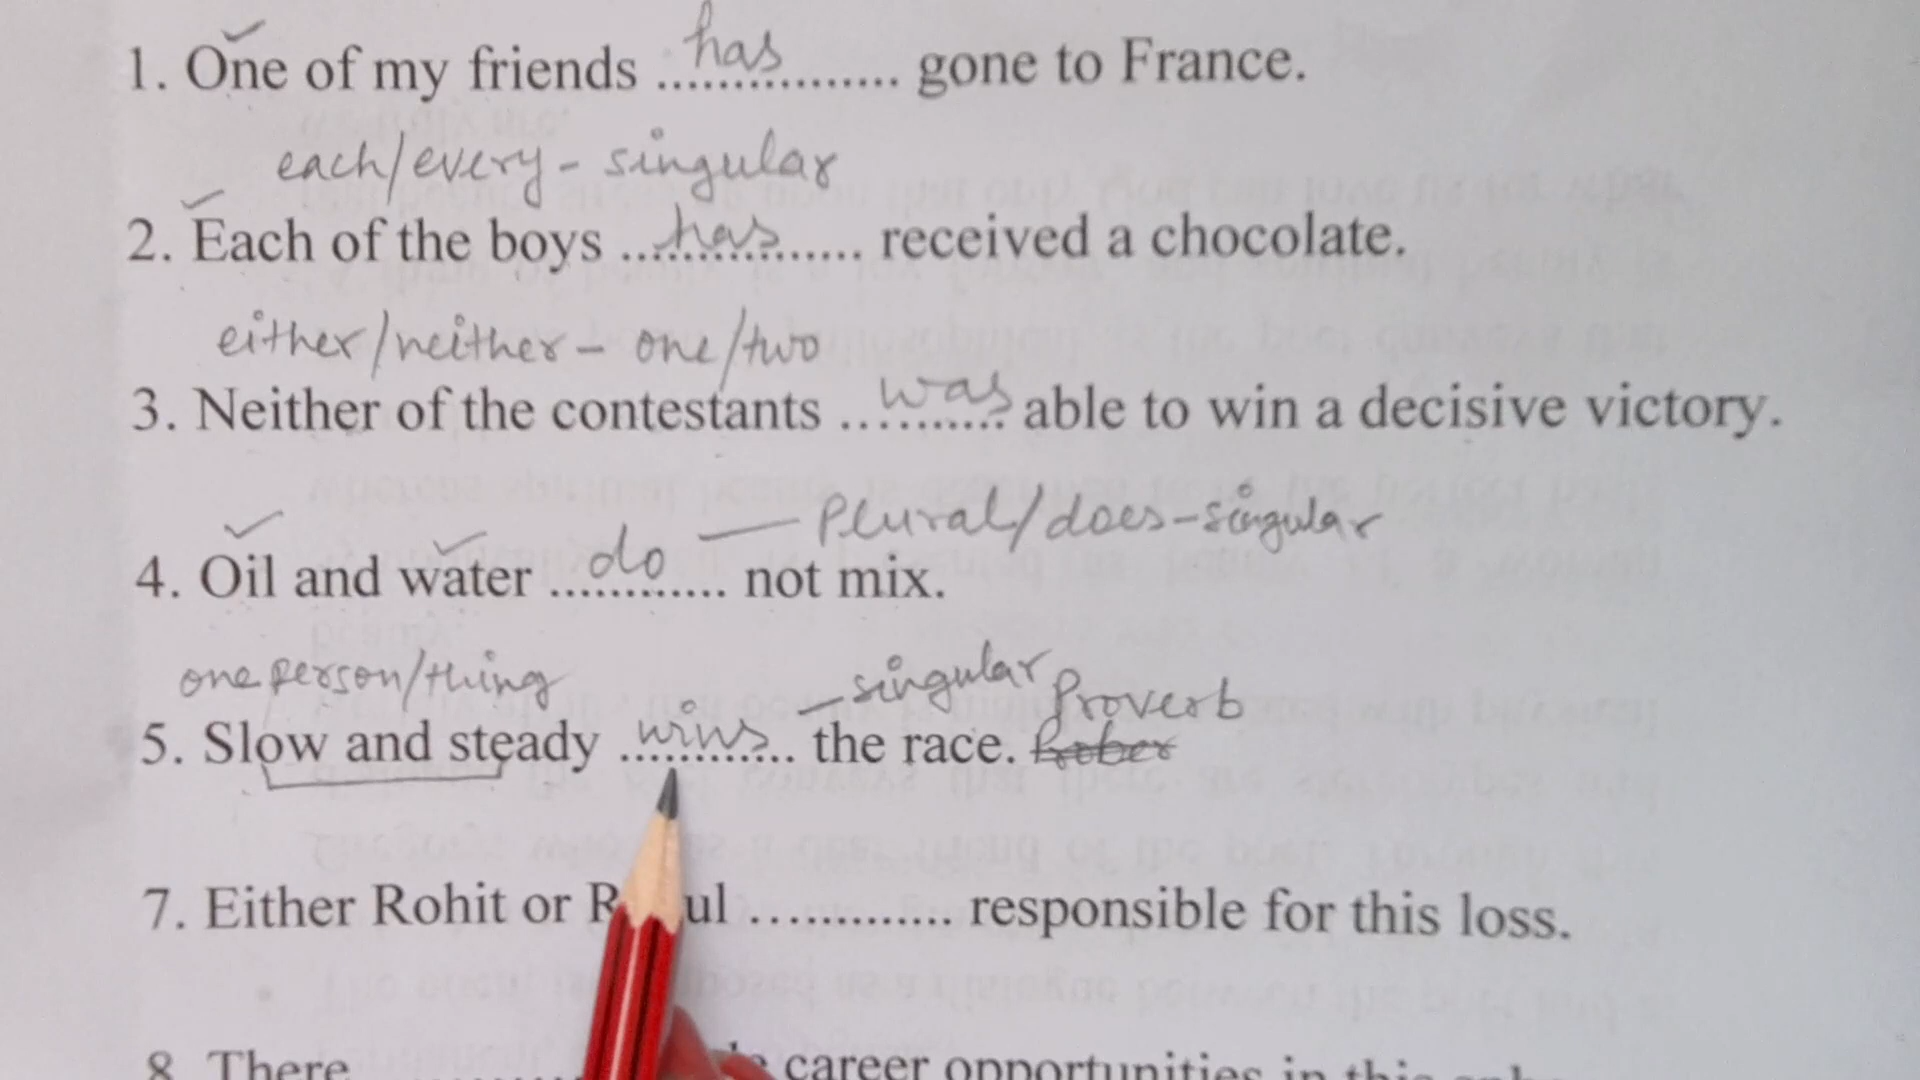 1. One of my friends ...has... gone to France.
each/every - singular
2. Each of the boys ...has... received a chocolate.
either/neither - one/two
3. Neither of the contestants ...was... able to win a decisive victory.
— Plural/does - singular
4. Oil and water ...do... not mix.
one person/thing - singular Proverb
5. Slow and steady ...wins... the race.
7. Either Rohit or ............. responsible for this loss.
8. There ............ career opportunities in this